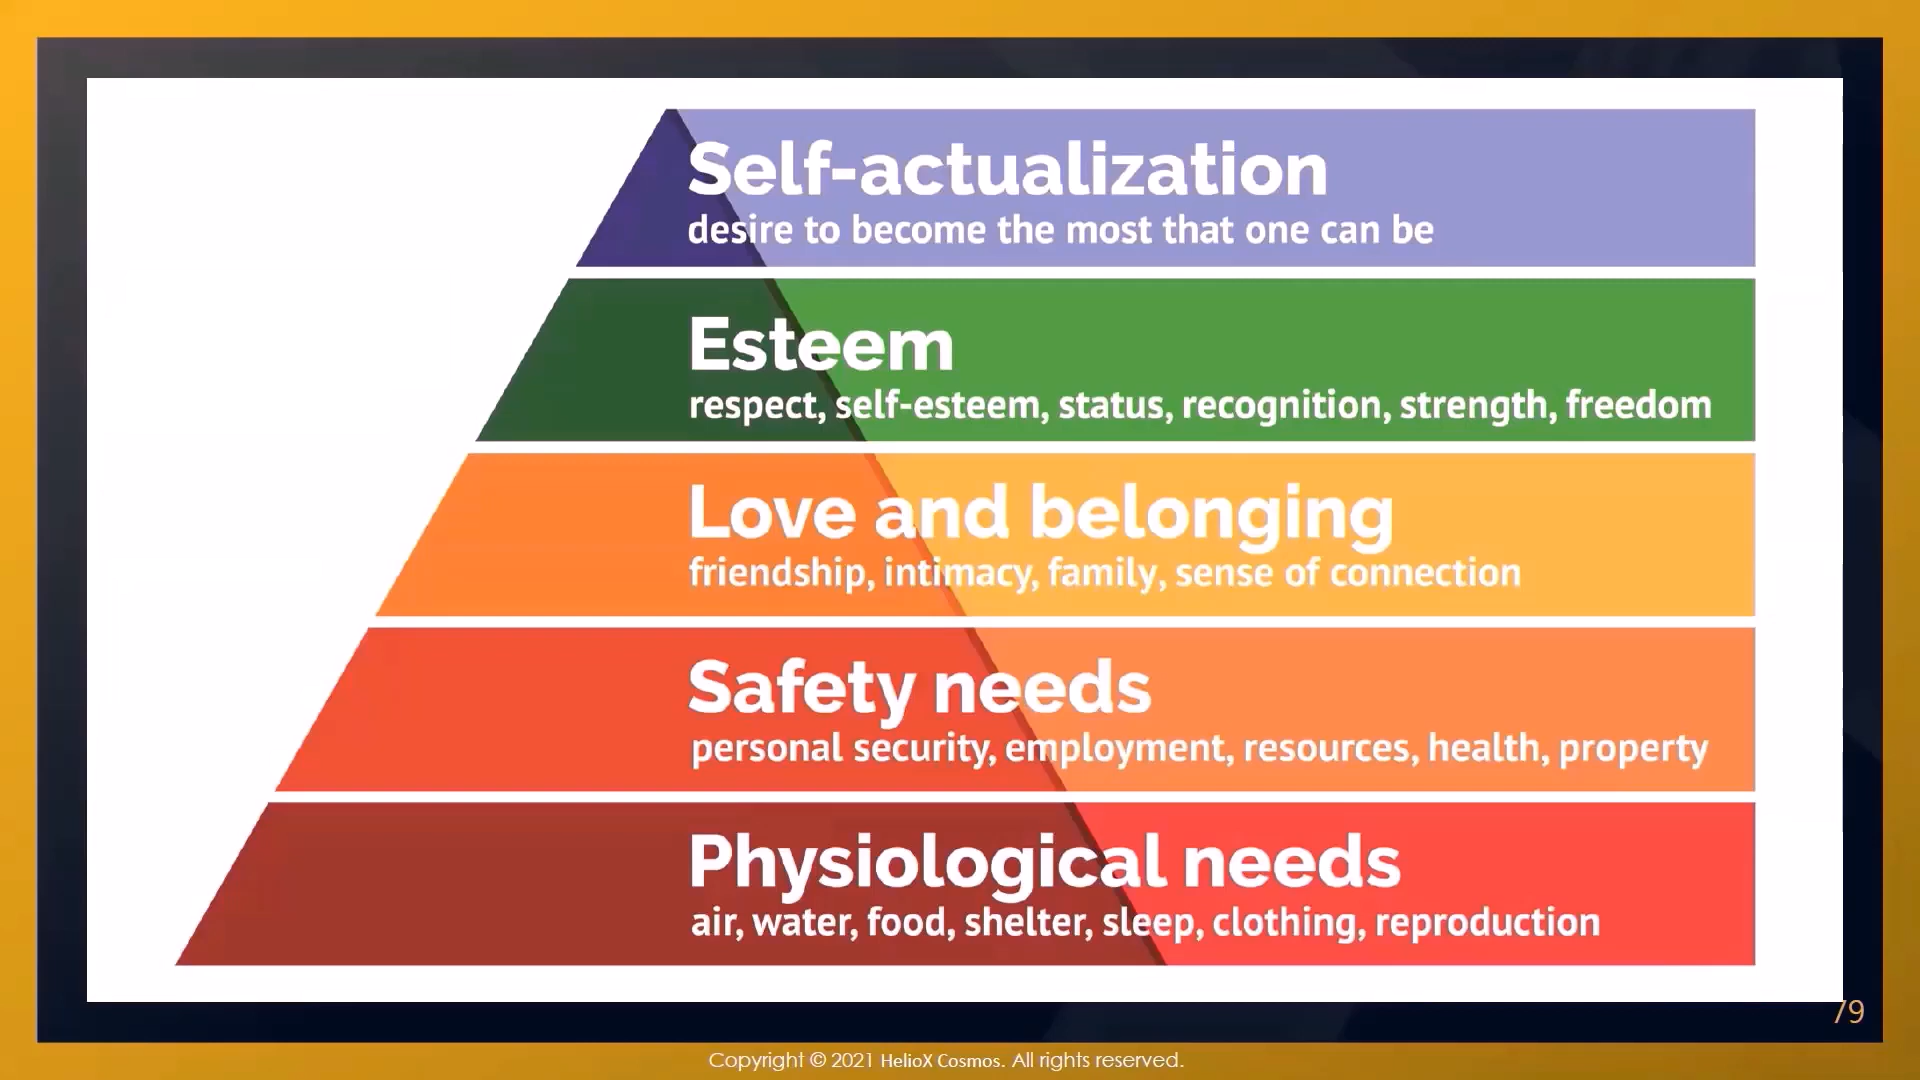 Self-actualization
desire to become the most that one can be
Esteem
respect, self-esteem, status, recognition, strength, freedom
Love and belonging
friendship, intimacy, family, sense of connection
Safety needs
personal security, employment, resources, health, property
Physiological needs
air, water, food, shelter, sleep, clothing, reproduction
79
Copyright © 2021 HelioX Cosmos. All rights reserved.